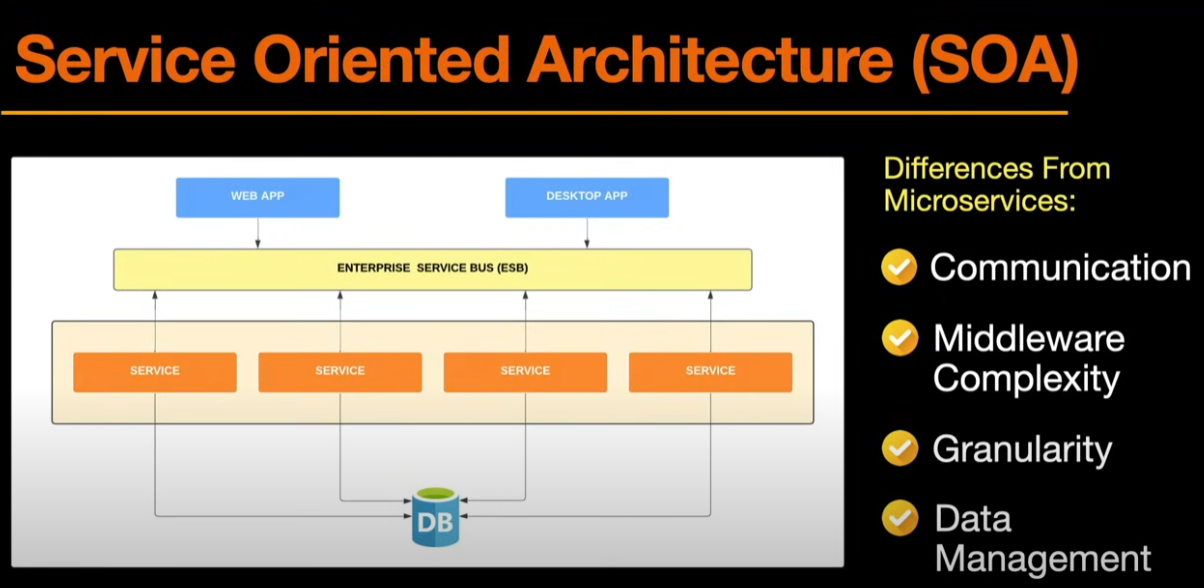 Service Oriented Architecture (SOA)
WEB APP
DESKTOP APP
ENTERPRISE SERVICE BUS (ESB)
SERVICE
SERVICE
SERVICE
SERVICE
DB
Differences From
Microservices:
Communication
Middleware
Complexity
Granularity
Data
Management